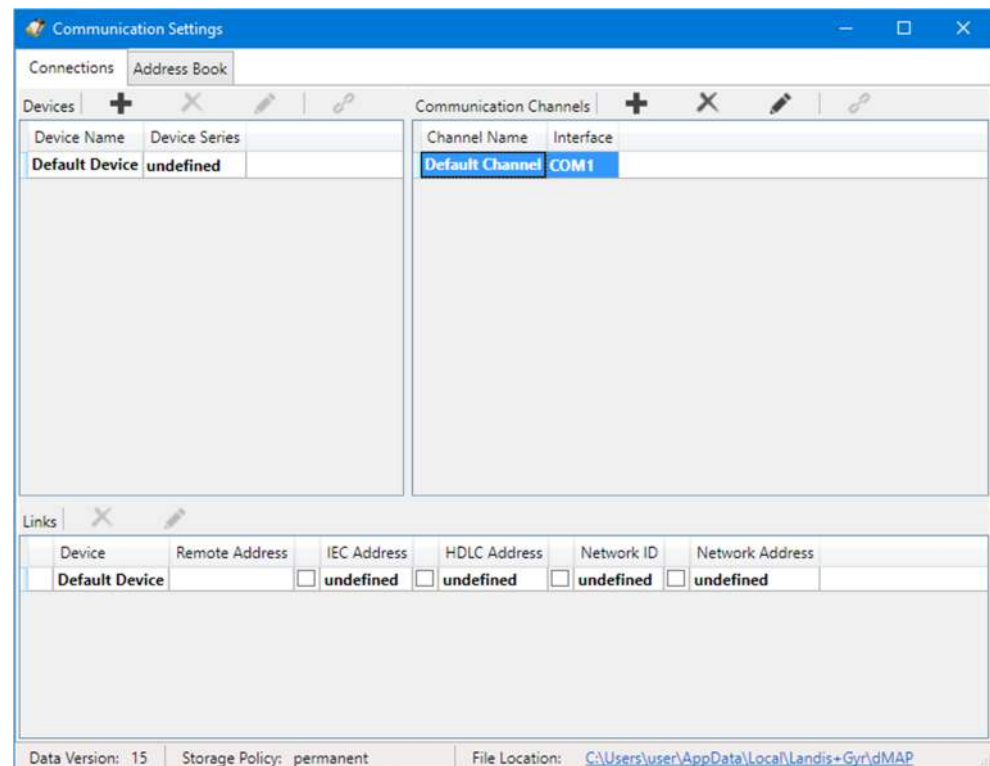 Communication Settings
Connections Address Book
Devices Communication Channels
Device Name Device Series Channel Name Interface
Default Device undefined Default Channel COM1
Links
Device Remote Address IEC Address HDLC Address Network ID Network Address
Default Device undefined undefined undefined undefined
Data Version: 15 Storage Policy: permanent File Location: C:\Users\user\AppData\Local\Landis+Gyr\dMAP